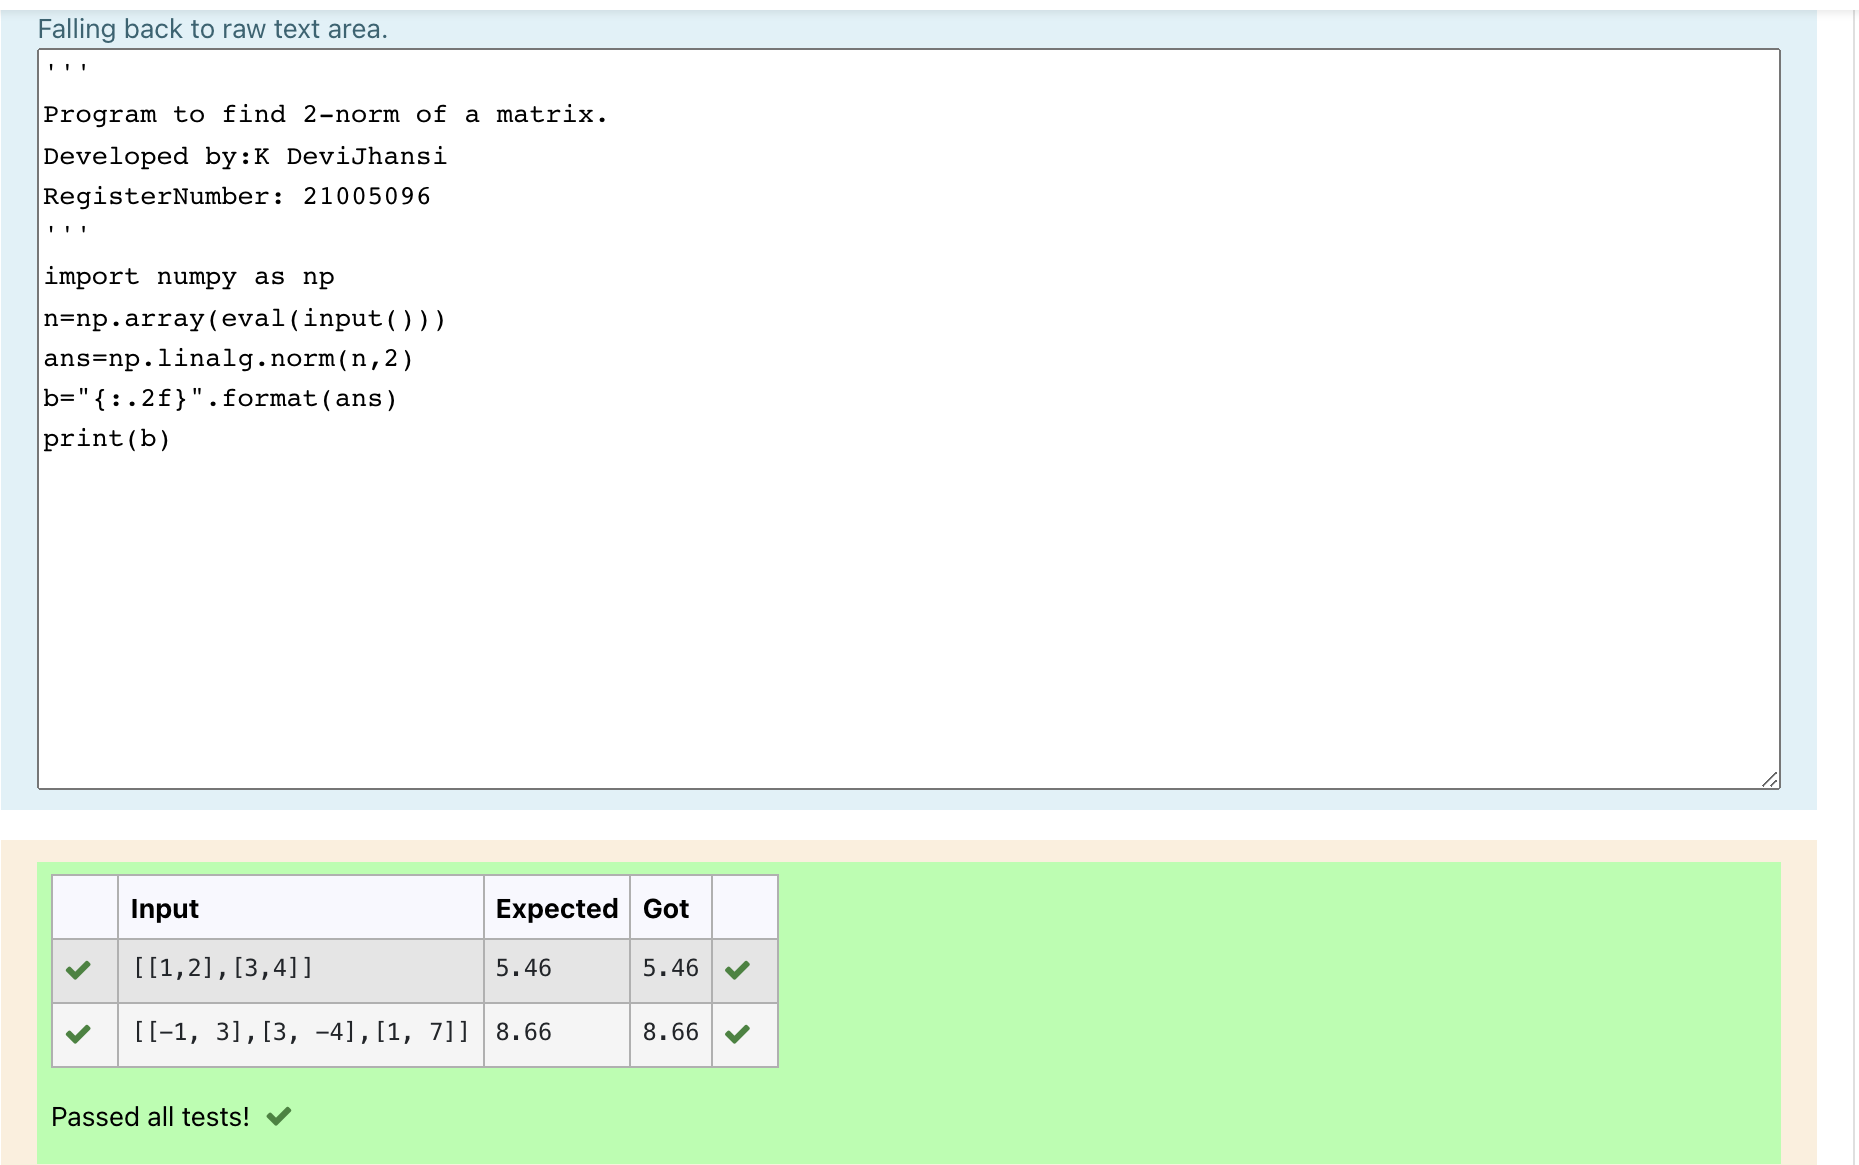 Falling back to raw text area.
'''
Program to find 2-norm of a matrix.
Developed by:K DeviJhansi
RegisterNumber: 21005096
'''
import numpy as np
n=np.array(eval(input()))
ans=np.linalg.norm(n,2)
b="{:.2f}".format(ans)
print(b)
Input Expected Got
[[1,2],[3,4]] 5.46 5.46
[[-1, 3],[3, -4],[1, 7]] 8.66 8.66
Passed all tests!